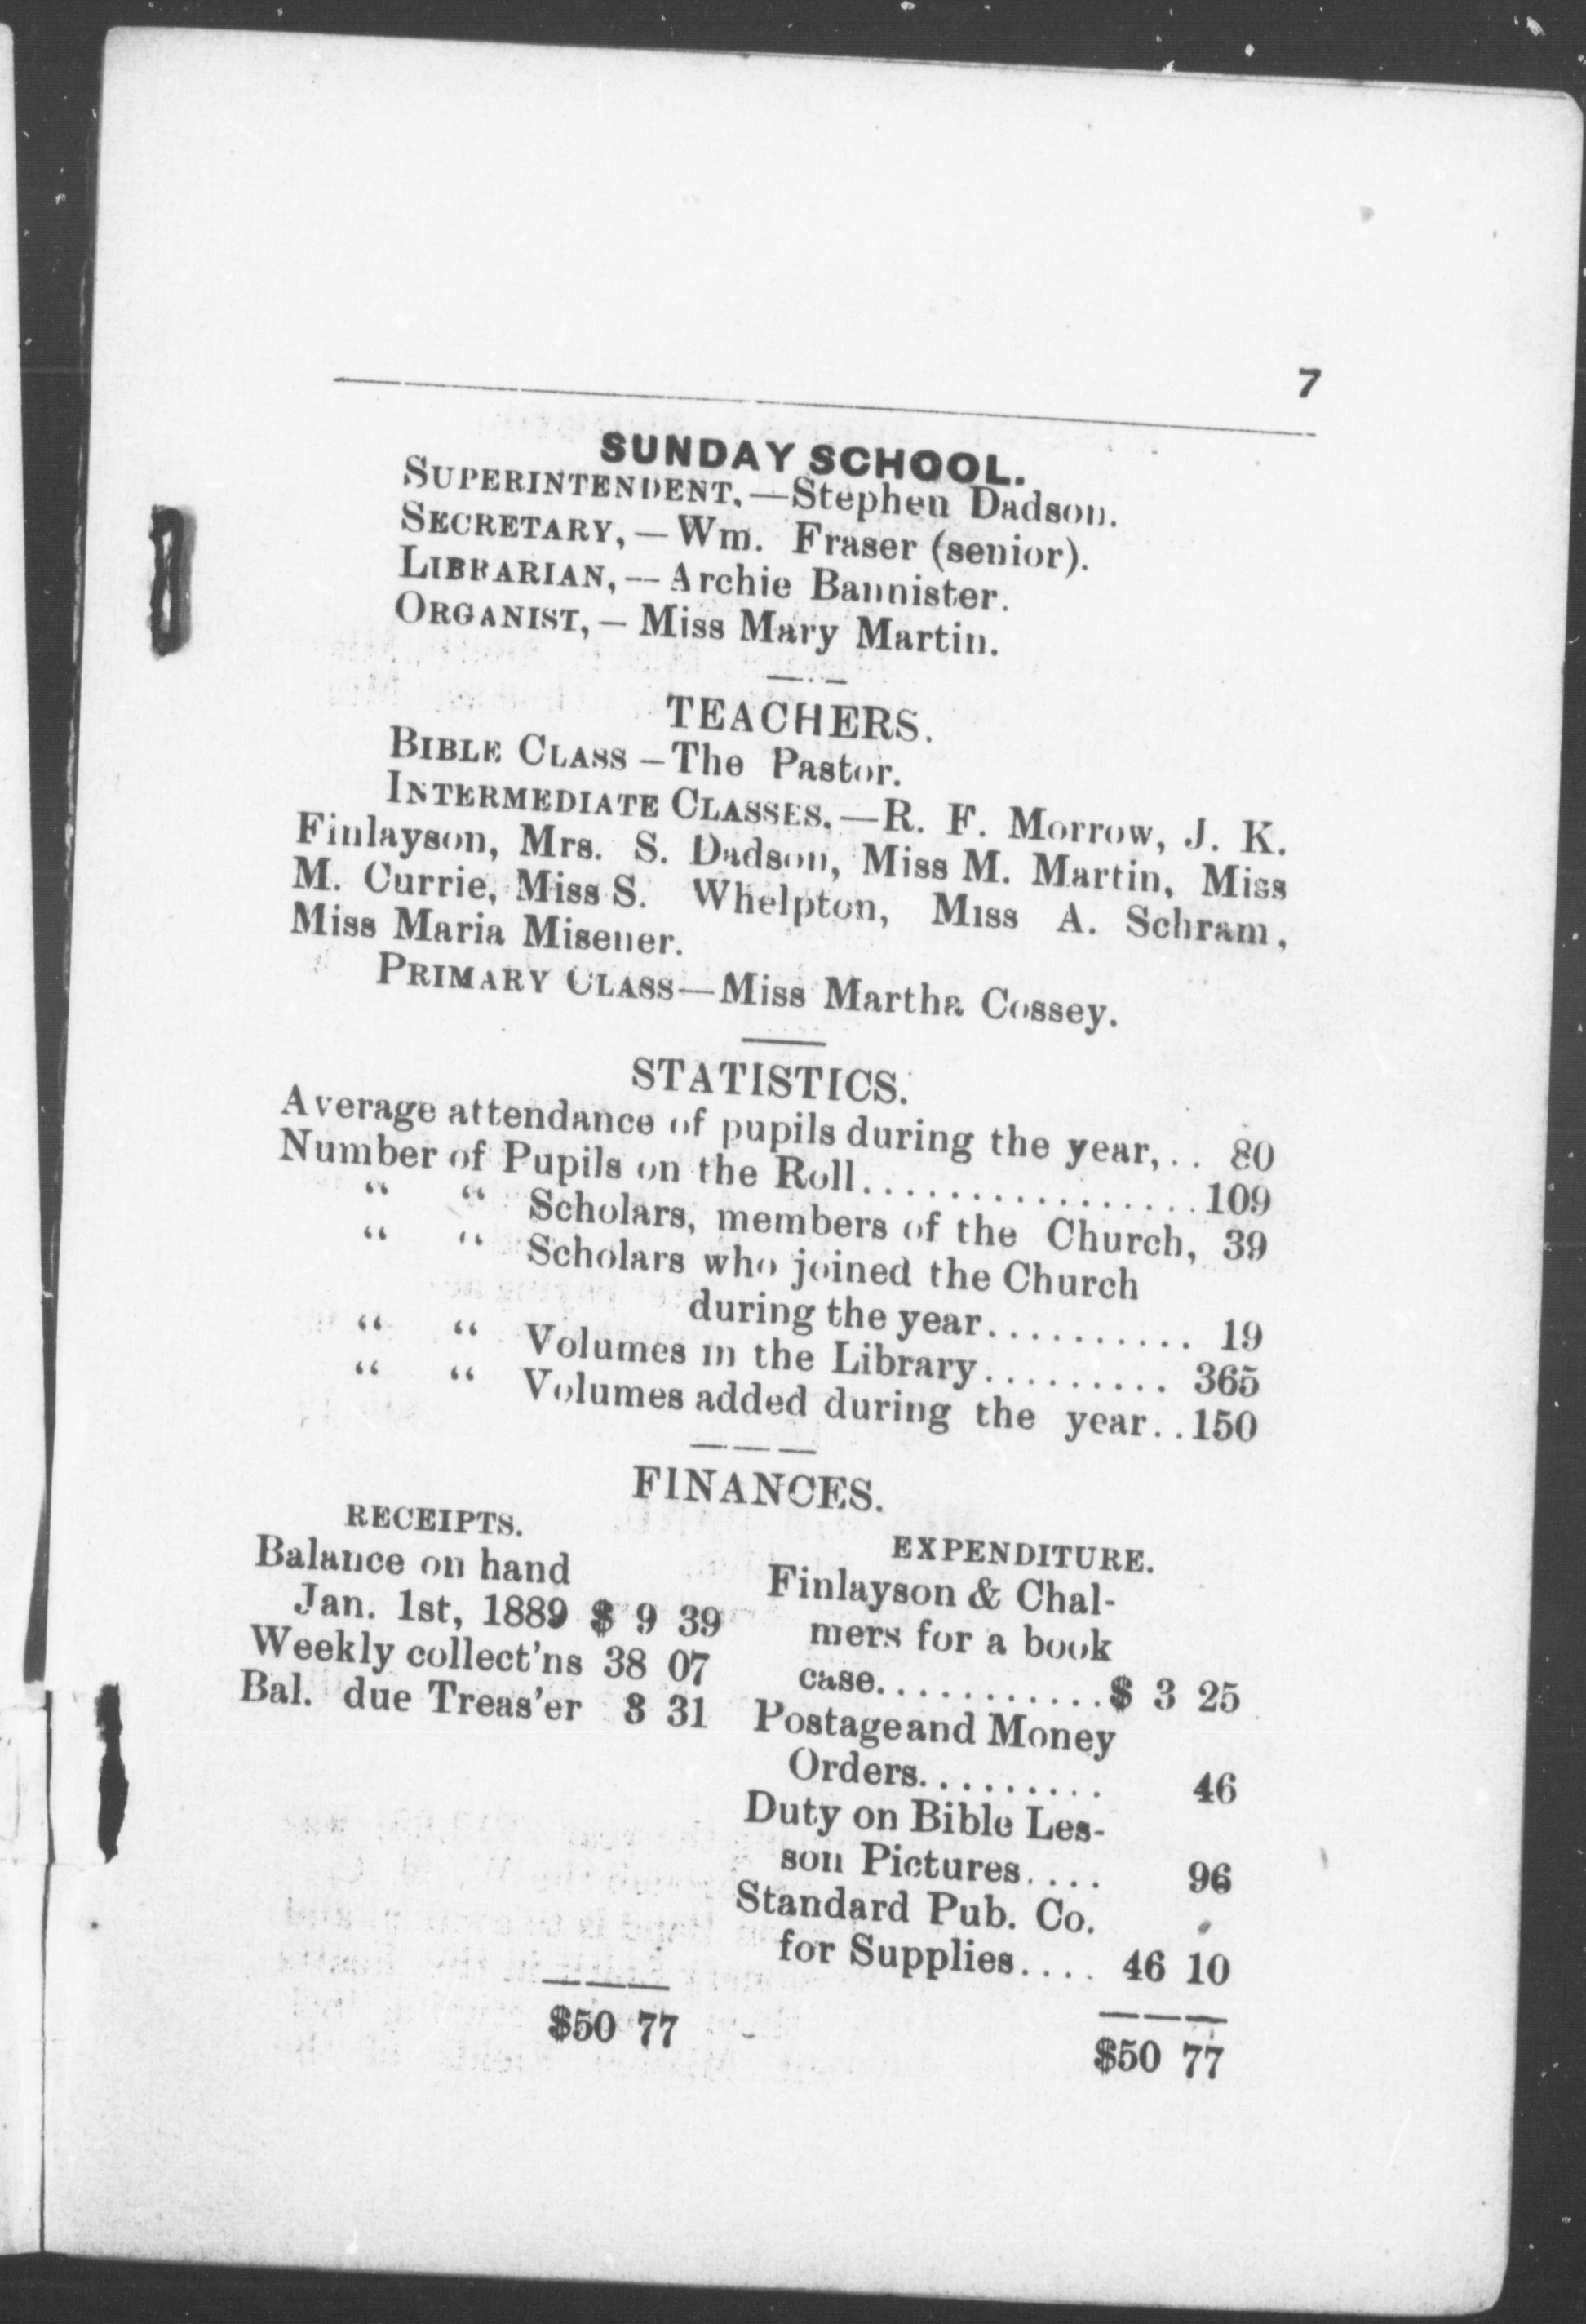 7
SUNDAY SCHOOL.
SUPERINTENDENT,—Stephen Dadson.
SECRETARY,—Wm. Fraser (senior).
LIBRARIAN,—Archie Bannister.
ORGANIST,—Miss Mary Martin.
TEACHERS.
BIBLE CLASS—The Pastor.
INTERMEDIATE CLASSES.—R. F. Morrow, J. K.
Finlayson, Mrs. S. Dadson, Miss M. Martin, Miss
M. Currie, Miss S. Whelpton, Miss A. Schram,
Miss Maria Misener.
PRIMARY CLASS—Miss Martha Cossey.
STATISTICS.
Average attendance of pupils during the year,.. 80
Number of Pupils on the Roll................109
“ “ Scholars, members of the Church, 39
“ “ Scholars who joined the Church
during the year.......... 19
“ “ Volumes in the Library......... 365
“ “ Volumes added during the year..150
FINANCES.
RECEIPTS.
Balance on hand
Jan. 1st, 1889 $ 9 39
Weekly collect'ns 38 07
Bal. due Treas'er 3 31
$50 77
EXPENDITURE.
Finlayson & Chal-
mers for a book
case...........$ 3 25
Postage and Money
Orders......... 46
Duty on Bible Les-
son Pictures.... 96
Standard Pub. Co.
for Supplies.... 46 10
$50 77